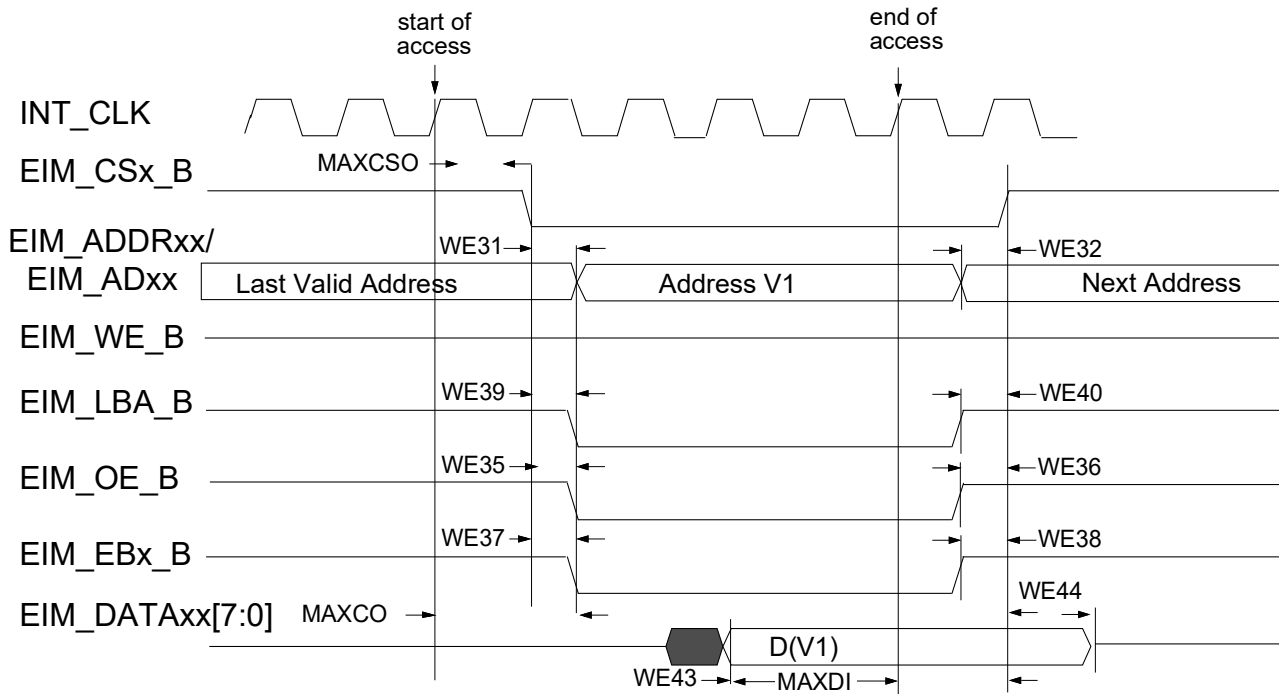 start of
access
end of
access
INT_CLK
MAXCSO
EIM_CSx_B
EIM_ADDRxx/
WE31
WE32
EIM_ADxx
Last Valid Address
Address V1
Next Address
EIM_WE_B
WE39
WE40
EIM_LBA_B
WE35
WE36
EIM_OE_B
WE37
WE38
EIM_EBx_B
WE44
EIM_DATAxx[7:0]
MAXCO
D(V1)
WE43
MAXDI